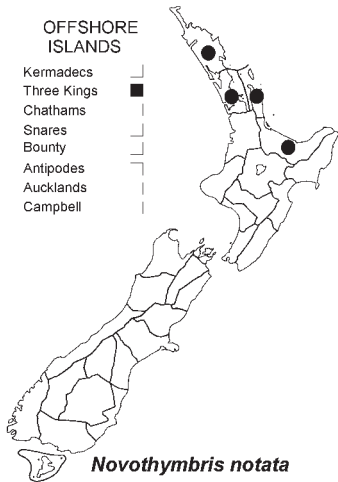 OFFSHORE
ISLANDS
Kermadecs
Three Kings
Chathams
Snares
Bounty
Antipodes
Aucklands
Campbell
Novothymbris notata